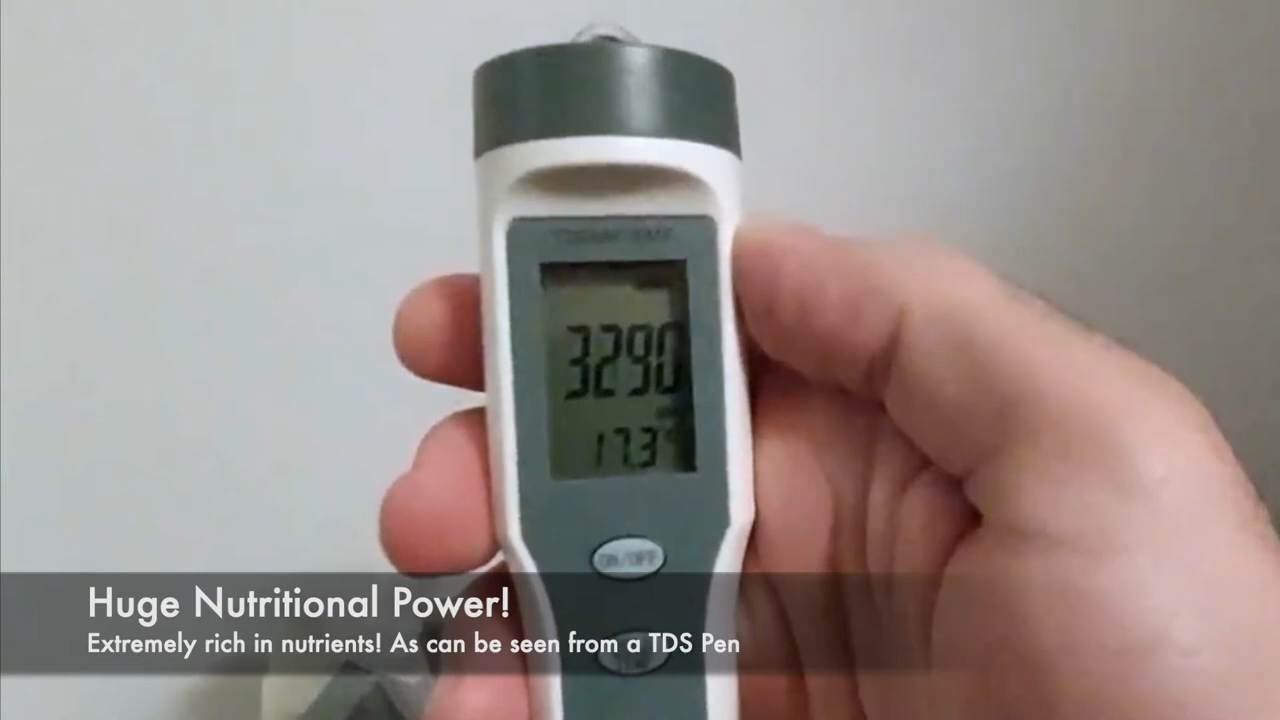 3290
17.3°
ON/OFF
Huge Nutritional Power!
Extremely rich in nutrients! As can be seen from a TDS Pen